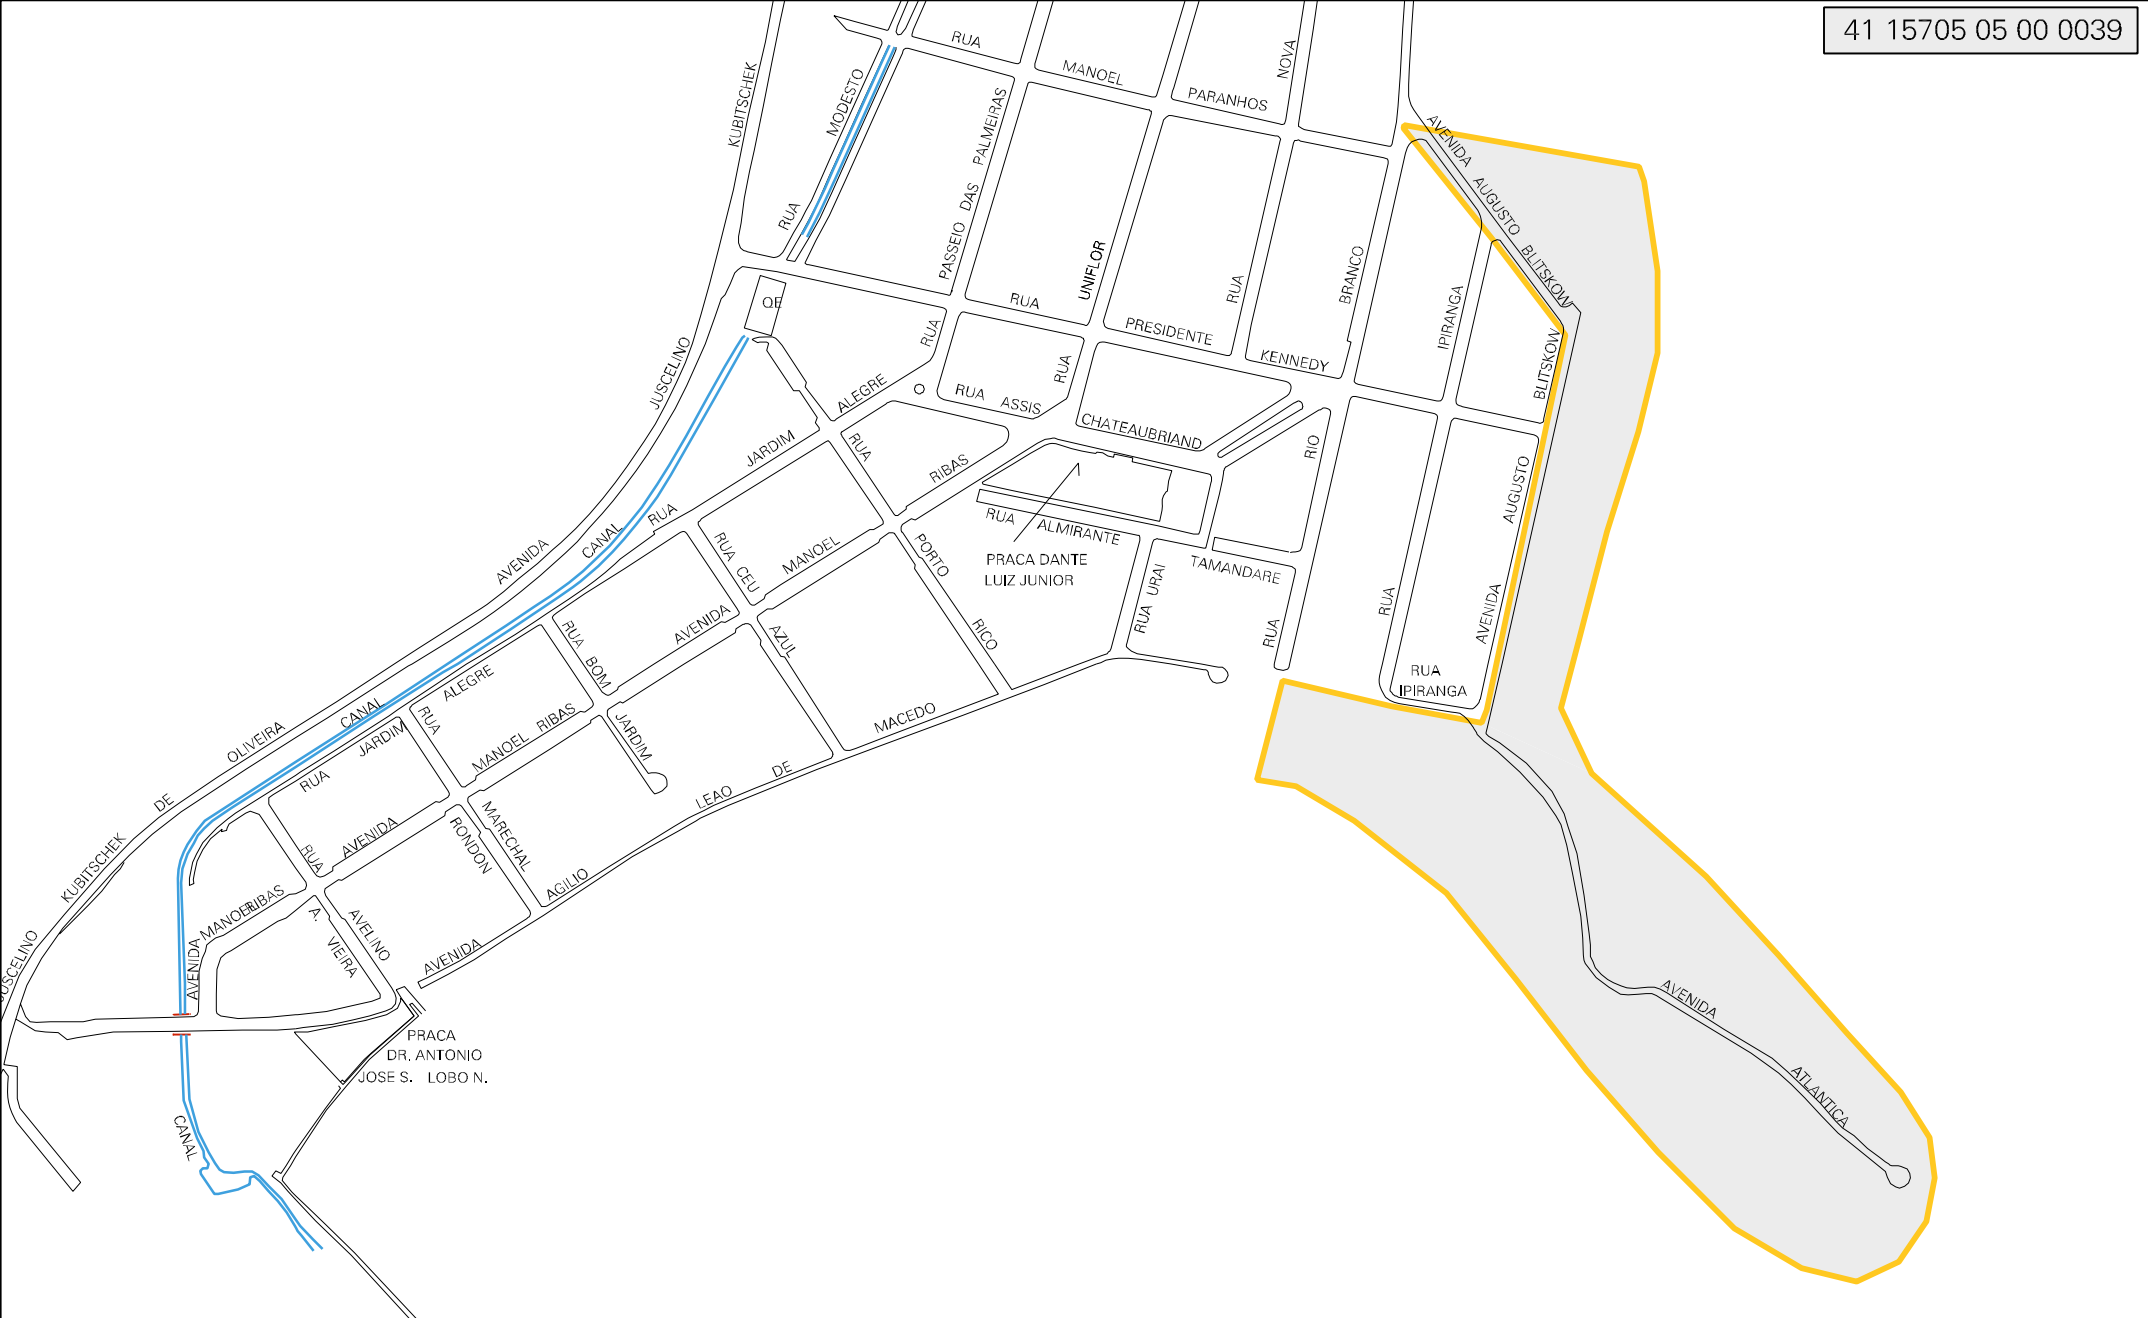 41 15705 05 00 0039
RUA
MANOEL
PARANHOS
NOVA
KUBITSCHEK
MODESTO
RUA
PASSEIO DAS PALMEIRAS
UNIFLOR
RUA
BRANCO
AVENIDA AUGUSTO BLITSKOW
IPIRANGA
BLITSKOW
QE
RUA
PRESIDENTE
KENNEDY
RUA
RUA
JUSCELINO
ALEGRE
RUA ASSIS
CHATEAUBRIAND
JARDIM
RUA
RIBAS
RIO
AUGUSTO
RUA
CANAL
AVENIDA
RUA ALMIRANTE
TAMANDARE
PRACA DANTE
LUIZ JUNIOR
RUA CEU
MANOEL
PORTO
RUA URAI
RUA
RUA
AVENIDA
AVENIDA
AZUL
RICO
RUA BOM
JARDIM
RUA
IPIRANGA
ALEGRE
CANAL
OLIVEIRA
RUA
JARDIM
MANOEL RIBAS
MACEDO
DE
LEAO
RUA
DE
AVENIDA
MARECHAL
RONDON
KUBITSCHEK
RUA
AGILIO
MANOEL
RIBAS
A. VIEIRA
AVELINO
AVENIDA
AVENIDA
JUSCELINO
AVENIDA
ATLANTICA
PRACA
DR. ANTONIO
JOSE S. LOBO N.
CANAL